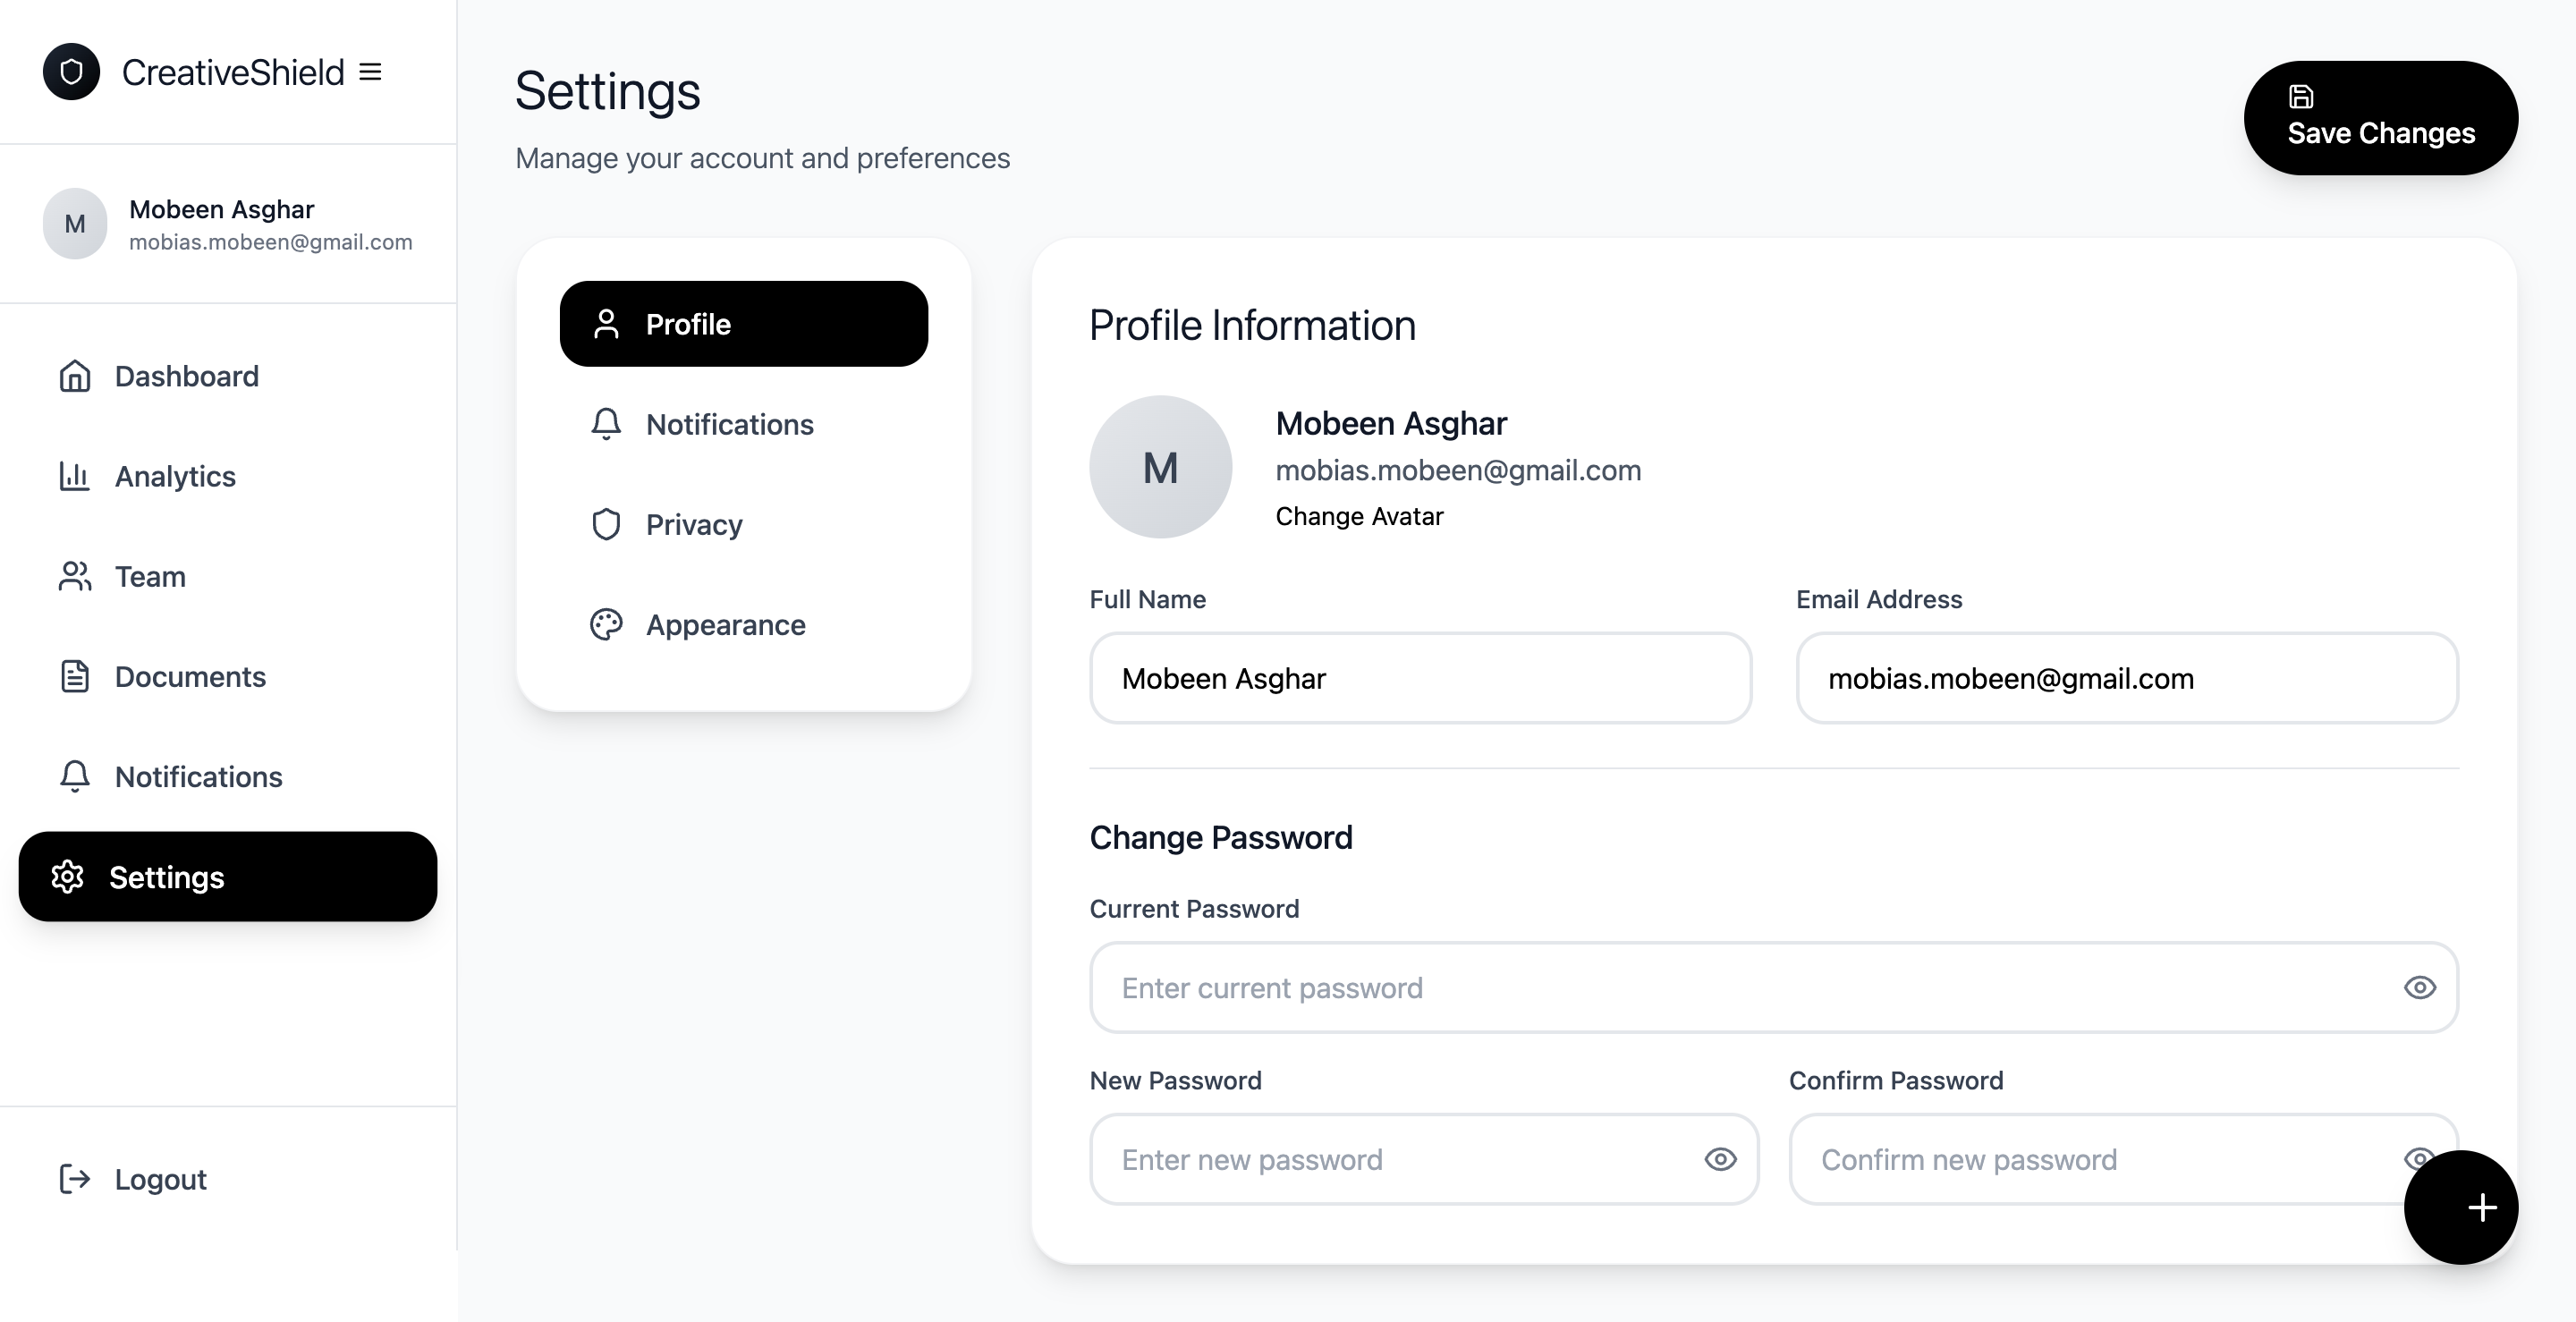 CreativeShield
M
Mobeen Asghar
mobias.mobeen@gmail.com
Dashboard
Analytics
Team
Documents
Notifications
Settings
Logout
Settings
Manage your account and preferences
Save Changes
Profile
Notifications
Privacy
Appearance
Profile Information
M
Mobeen Asghar
mobias.mobeen@gmail.com
Change Avatar
Full Name
Mobeen Asghar
Email Address
mobias.mobeen@gmail.com
Change Password
Current Password
Enter current password
New Password
Enter new password
Confirm Password
Confirm new password